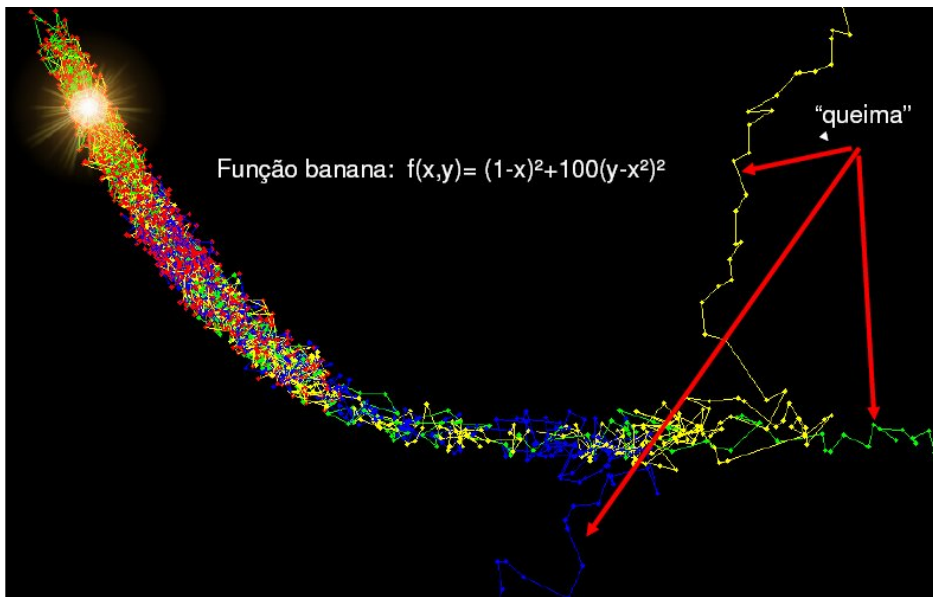 “queima”
Função banana: f(x,y)= (1-x)²+100(y-x²)²